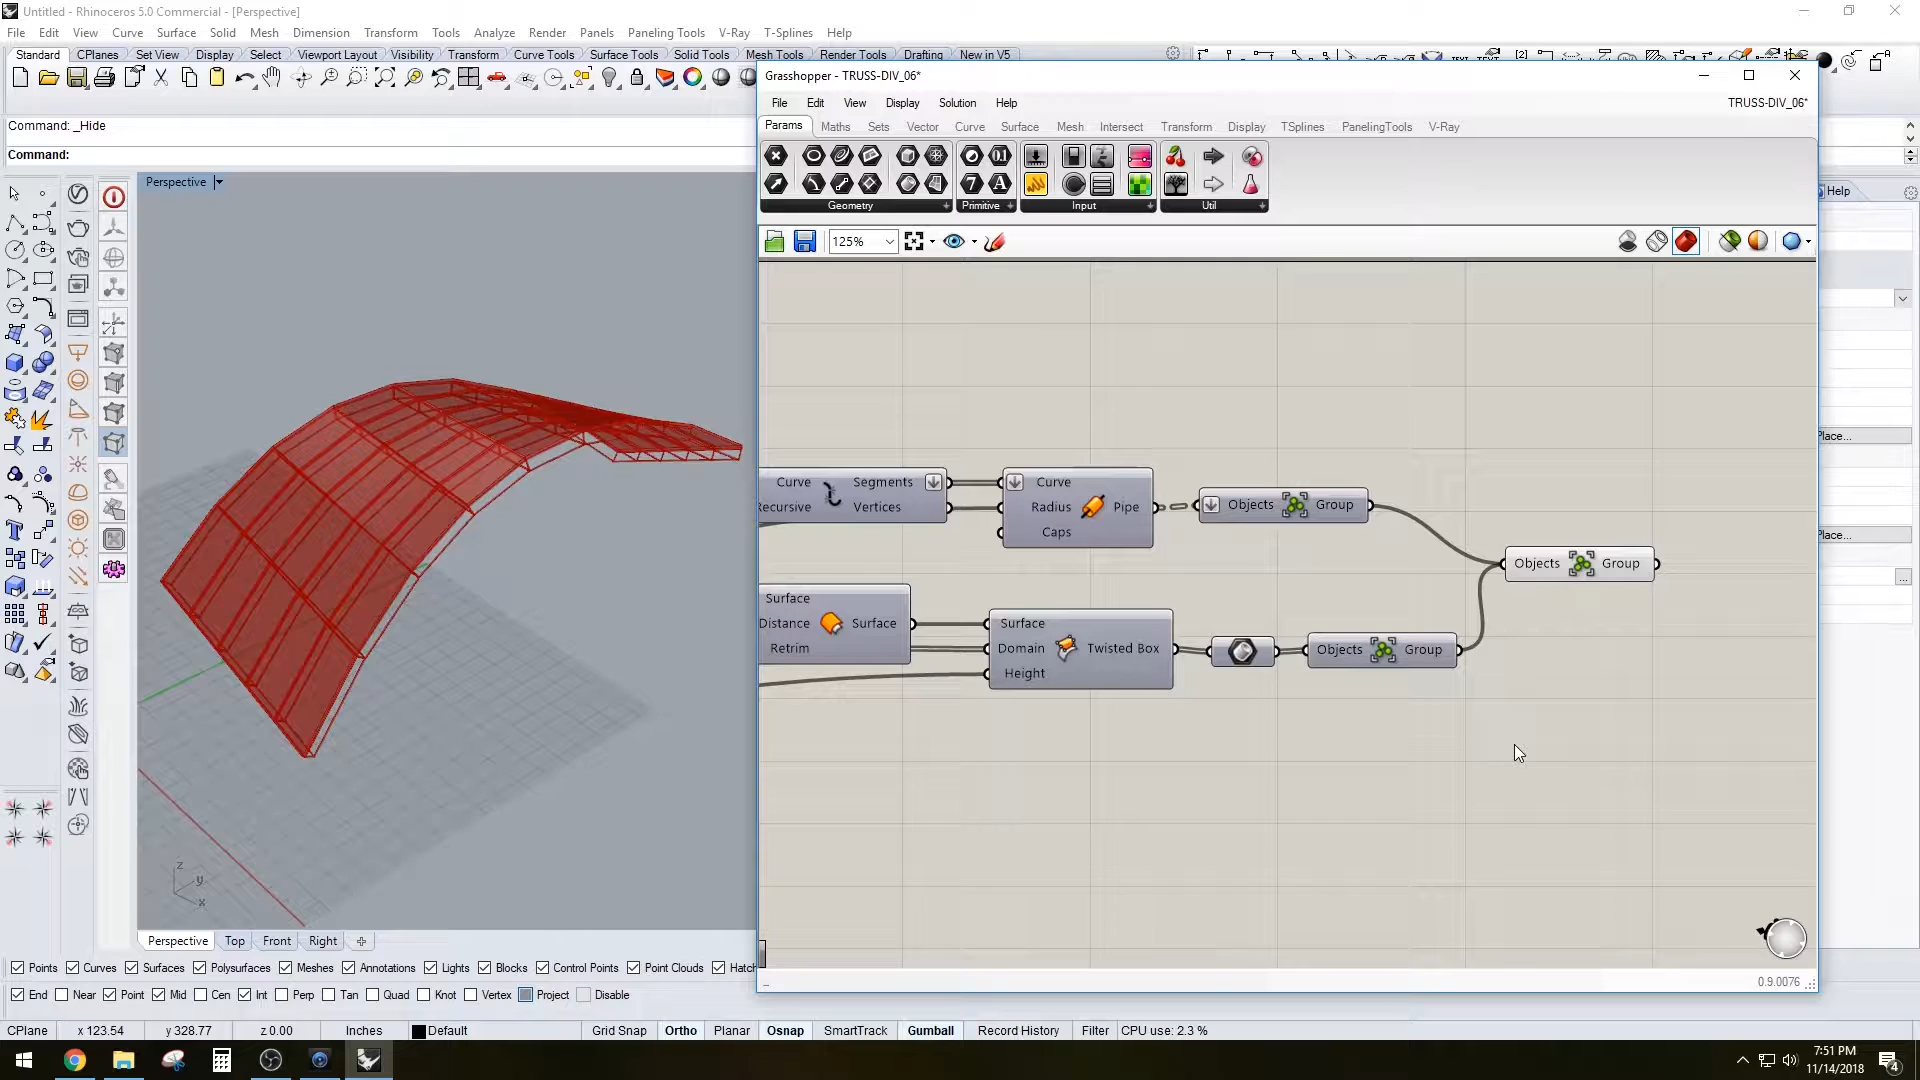 Untitled - Rhinoceros 5.0 Commercial - [Perspective]
File Edit View Curve Surface Solid Mesh Dimension Transform Tools Analyze Render Panels Paneling Tools V-Ray T-Splines Help
Standard CPlanes Set View Display Select Viewport Layout Visibility Transform Curve Tools Surface Tools Solid Tools Mesh Tools Render Tools Drafting New in V5
Command: _Hide
Command:
Perspective
Grasshopper - TRUSS-DIV_06*
File Edit View Display Solution Help TRUSS-DIV_06*
Params Maths Sets Vector Curve Surface Mesh Intersect Transform Display TSplines PanelingTools V-Ray
Geometry Primitive Input Util
125%
Help
Place...
Place...
...
Curve Segments
Recursive Vertices
Curve
Radius Pipe
Caps
Objects Group
Objects Group
Surface
Distance Surface
Retrim
Surface
Domain Twisted Box
Height
Objects Group
0.9.0076
z
y
x
Perspective Top Front Right
Points Curves Surfaces Polysurfaces Meshes Annotations Lights Blocks Control Points Point Clouds Hatch
End Near Point Mid Cen Int Perp Tan Quad Knot Vertex Project Disable
CPlane x 123.54 y 328.77 z 0.00 Inches Default Grid Snap Ortho Planar Osnap SmartTrack Gumball Record History Filter CPU use: 2.3 %
7:51 PM
11/14/2018
4